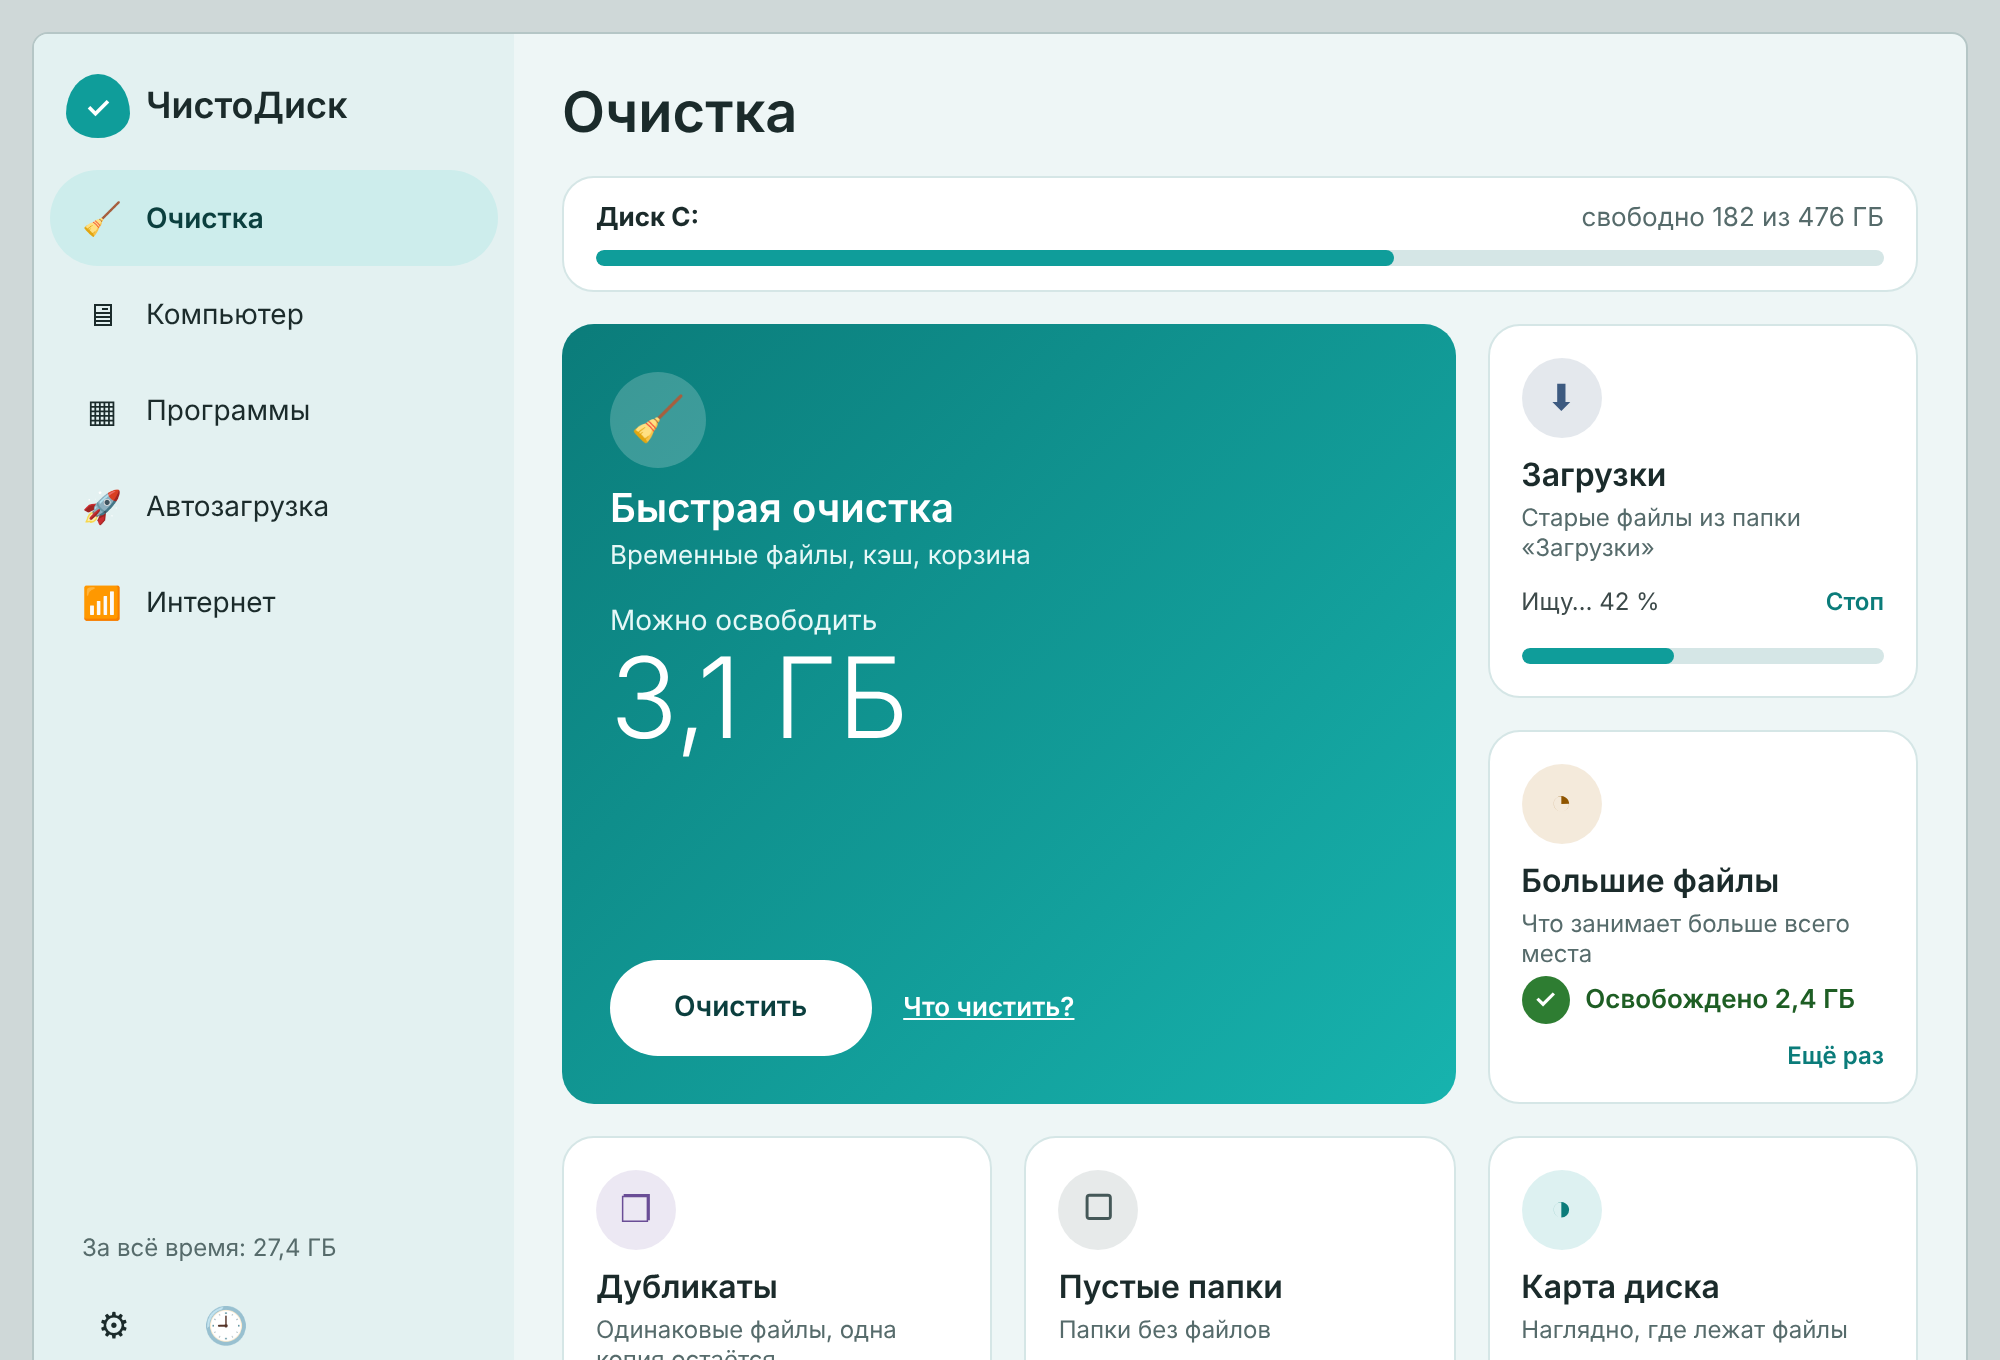 ЧистоДиск
Очистка
Компьютер
Программы
Автозагрузка
Интернет
За всё время: 27,4 ГБ
Очистка
Диск C:
свободно 182 из 476 ГБ
Быстрая очистка
Временные файлы, кэш, корзина
Можно освободить
3,1 ГБ
Очистить
Что чистить?
Загрузки
Старые файлы из папки
«Загрузки»
Ищу... 42 %
Стоп
Большие файлы
Что занимает больше всего
места
Освобождено 2,4 ГБ
Ещё раз
Дубликаты
Одинаковые файлы, одна
копия остаётся
Пустые папки
Папки без файлов
Карта диска
Наглядно, где лежат файлы